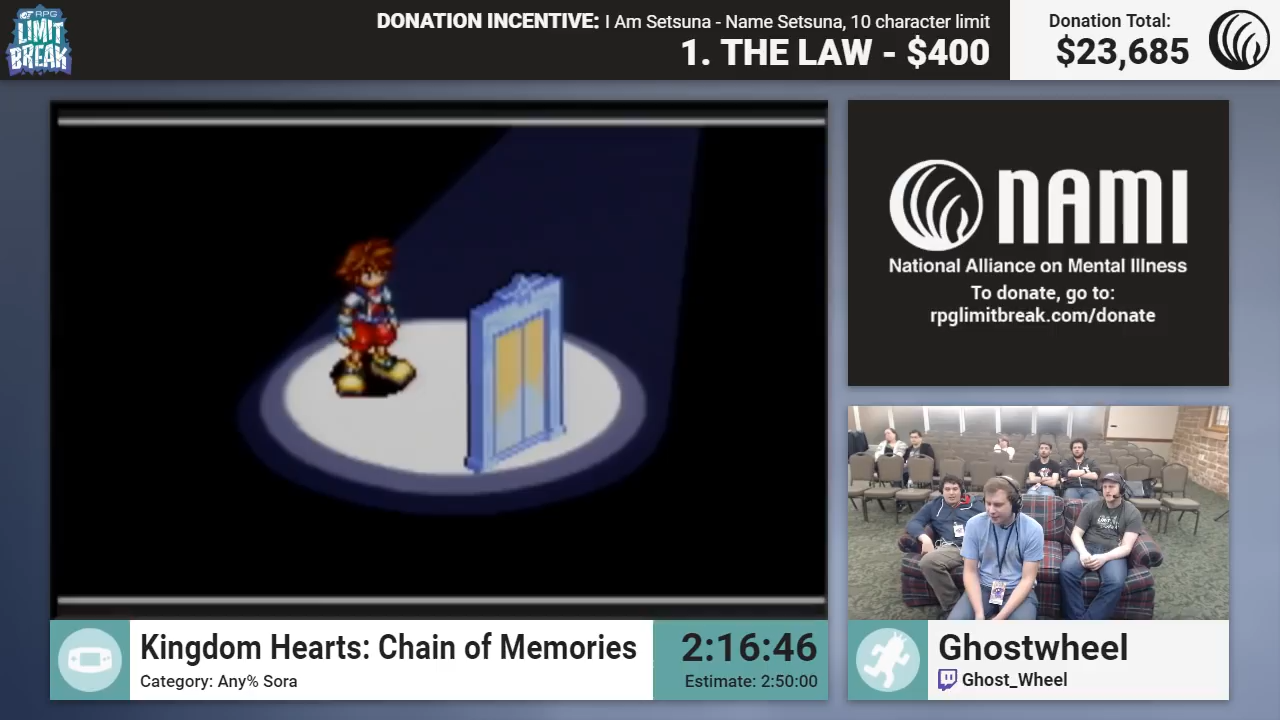 RPG
LIMIT
BREAK
DONATION INCENTIVE: I Am Setsuna - Name Setsuna, 10 character limit
1. THE LAW - $400
Donation Total:
$23,685
NAMI
National Alliance on Mental Illness
To donate, go to:
rpglimitbreak.com/donate
Kingdom Hearts: Chain of Memories
Category: Any% Sora
2:16:46
Estimate: 2:50:00
Ghostwheel
Ghost_Wheel